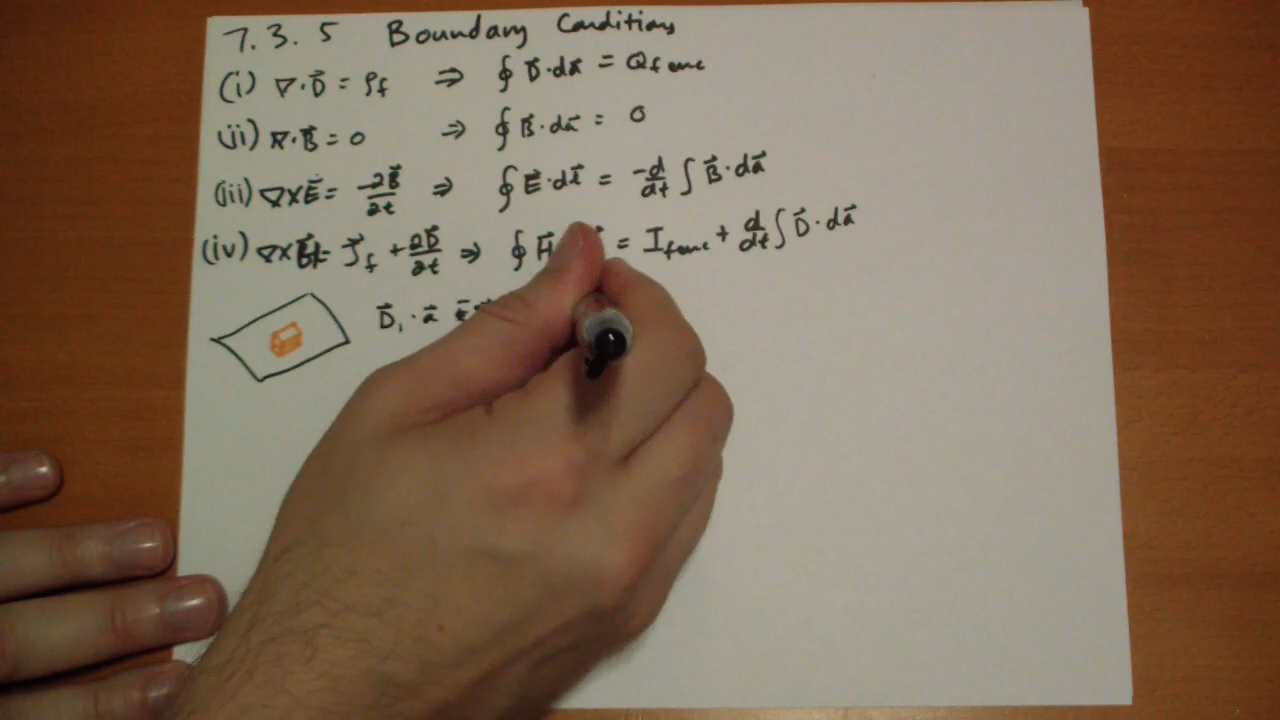 7.3.5 Boundary Conditions
(i) ∇·D⃗ = ρf ⇒ ∮ D⃗·da⃗ = Qf enc
(ii) ∇·B⃗ = 0 ⇒ ∮ B⃗·da⃗ = 0
(iii) ∇×E⃗ = -∂B⃗/∂t ⇒ ∮ E⃗·dl⃗ = -d/dt ∫ B⃗·da⃗
(iv) ∇×H⃗ = J⃗f + ∂D⃗/∂t ⇒ ∮ H⃗ = If enc + d/dt ∫ D⃗·da⃗
D⃗₁·a⃗